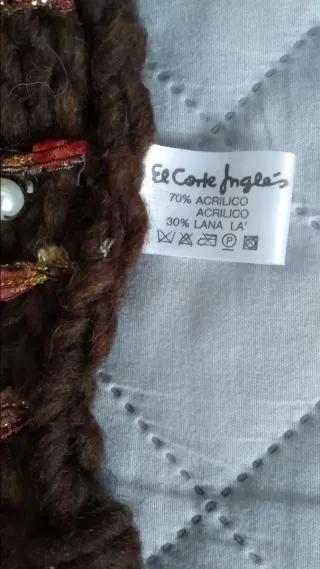 El Corte Inglés
70% ACRILICO
ACRILICO
30% LANA LA'
P